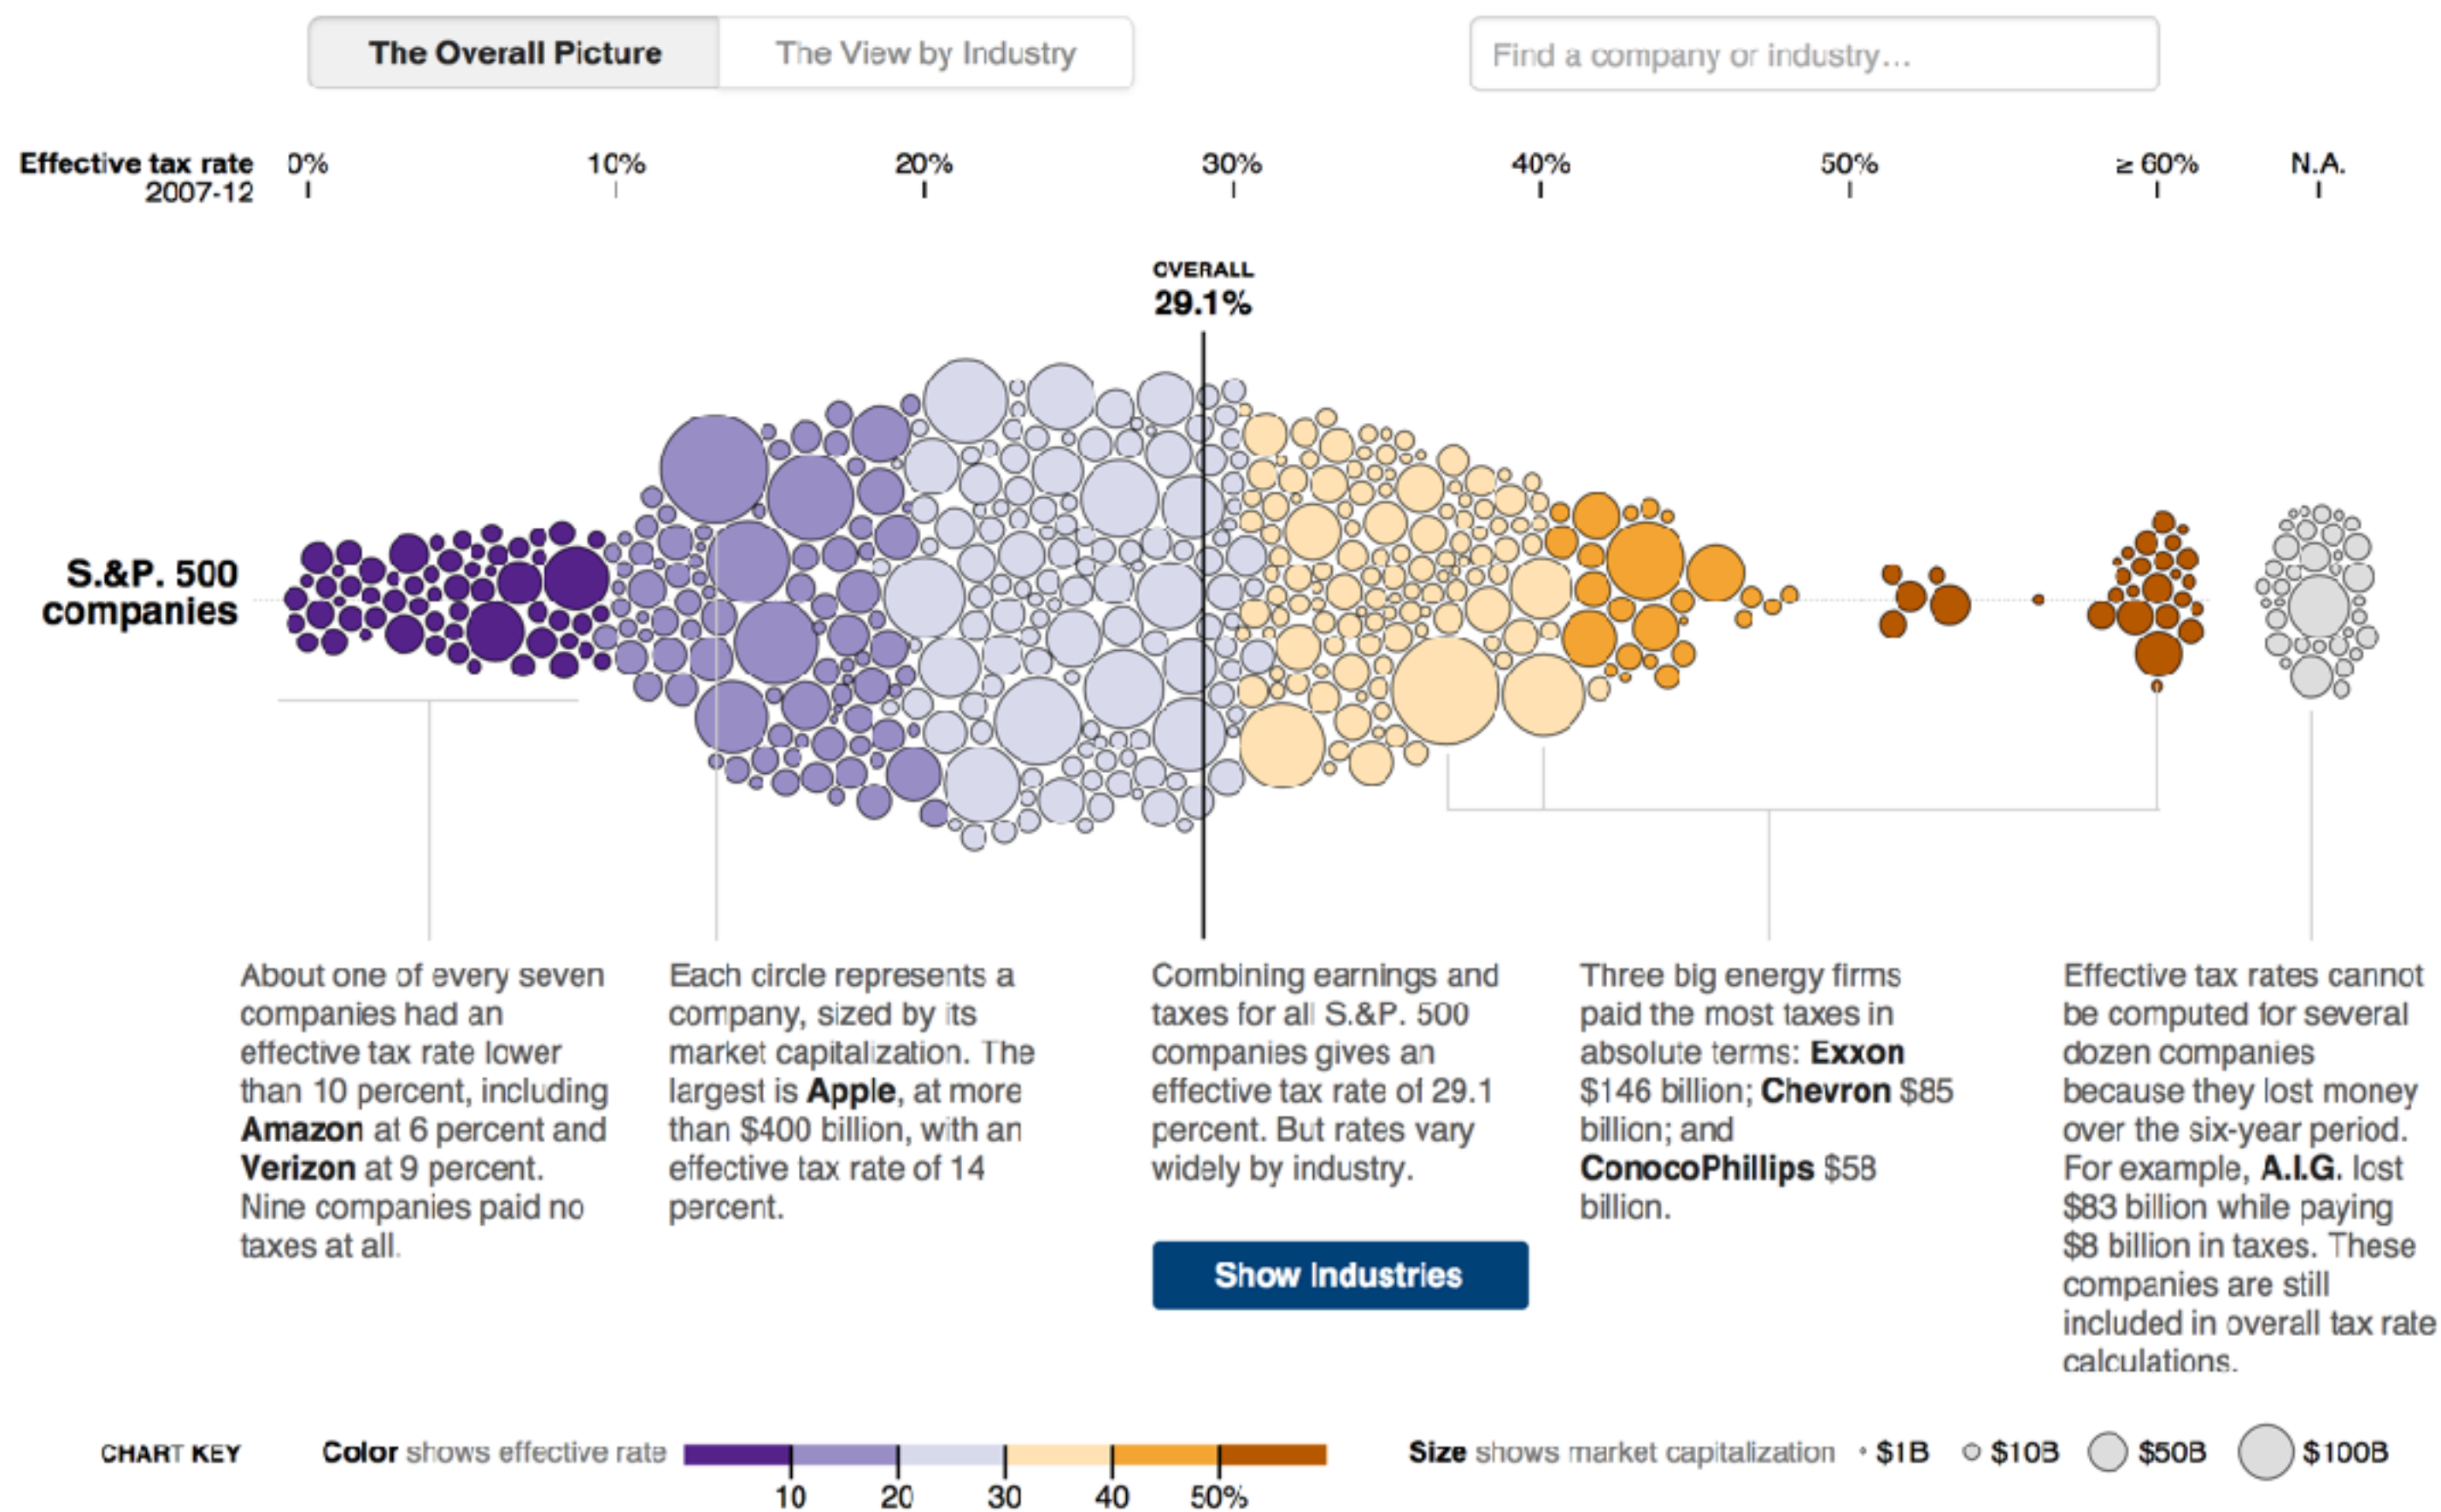 The Overall Picture
The View by Industry
Find a company or industry...
Effective tax rate
2007-12
0%
10%
20%
30%
40%
50%
≥ 60%
N.A.
OVERALL
29.1%
S.&P. 500
companies
About one of every seven
companies had an
effective tax rate lower
than 10 percent, including
Amazon at 6 percent and
Verizon at 9 percent.
Nine companies paid no
taxes at all.
Each circle represents a
company, sized by its
market capitalization. The
largest is Apple, at more
than $400 billion, with an
effective tax rate of 14
percent.
Combining earnings and
taxes for all S.&P. 500
companies gives an
effective tax rate of 29.1
percent. But rates vary
widely by industry.
Show Industries
Three big energy firms
paid the most taxes in
absolute terms: Exxon
$146 billion; Chevron $85
billion; and
ConocoPhillips $58
billion.
Effective tax rates cannot
be computed for several
dozen companies
because they lost money
over the six-year period.
For example, A.I.G. lost
$83 billion while paying
$8 billion in taxes. These
companies are still
included in overall tax rate
calculations.
CHART KEY
Color shows effective rate
10
20
30
40
50%
Size shows market capitalization
$1B
$10B
$50B
$100B